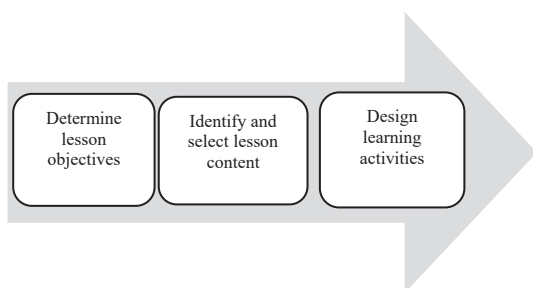 Determine
lesson
objectives
Identify and
select lesson
content
Design
learning
activities